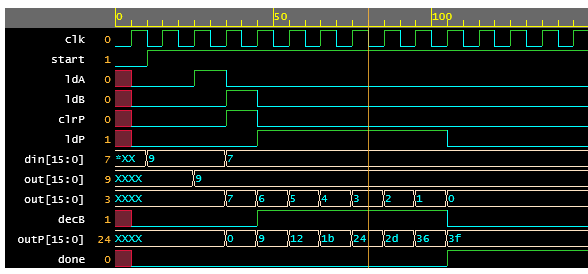 0 50 100
clk 0
start 1
ldA 0
ldB 0
clrP 0
ldP 1
din[15:0] 7 *XX 9 7
out[15:0] 9 XXXX 9
out[15:0] 3 XXXX 7 6 5 4 3 2 1 0
decB 1
outP[15:0] 24 XXXX 0 9 12 1b 24 2d 36 3f
done 0